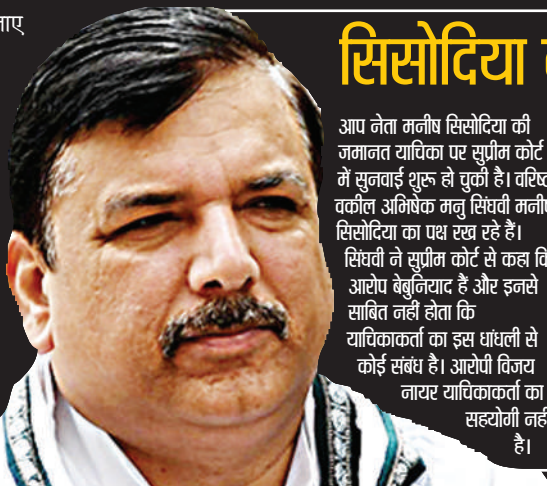 सिसोदिया
आप नेता मनीष सिसोदिया की
जमानत याचिका पर सुप्रीम कोर्ट
में सुनवाई शुरू हो चुकी है। वरिष्ठ
वकील अभिषेक मनु सिंघवी मनीष
सिसोदिया का पक्ष रख रहे हैं।
सिंघवी ने सुप्रीम कोर्ट से कहा कि
आरोप बेबुनियाद हैं और इनसे
साबित नहीं होता कि
याचिकाकर्ता का इस धांधली से
कोई संबंध है। आरोपी विजय
नायर याचिकाकर्ता का
सहयोगी नहीं
है।